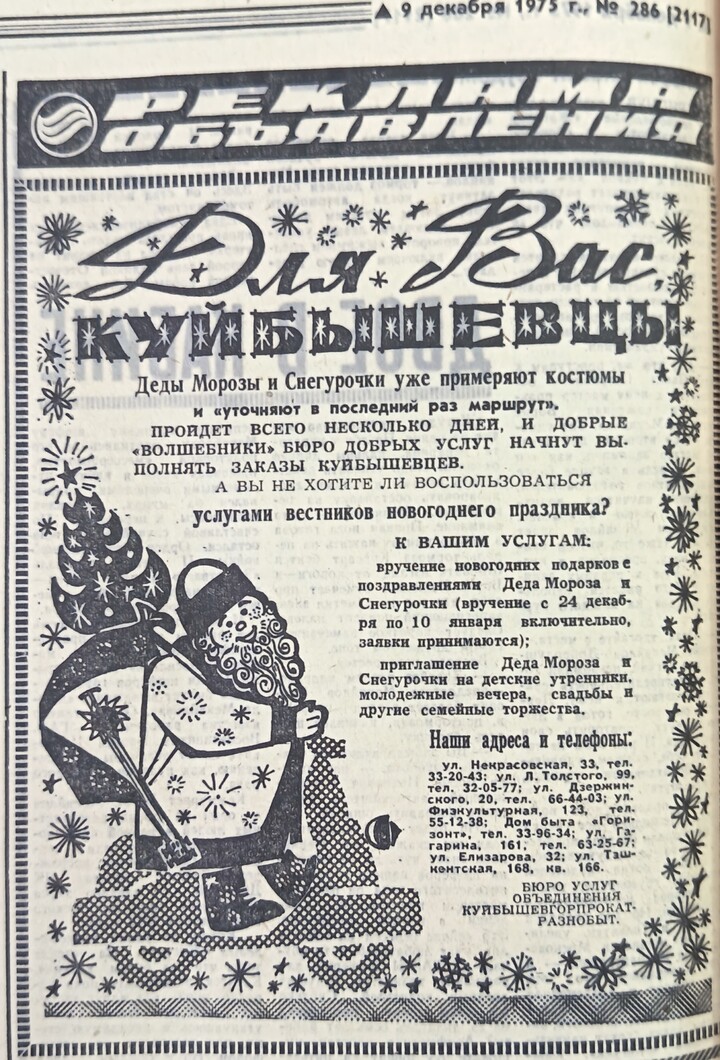 ▲ 9 декабря 1975 г., № 286 [2117]
РЕКЛАМА
ОБЪЯВЛЕНИЯ
Для Вас,
КУЙБЫШЕВЦЫ
Деды Морозы и Снегурочки уже примеряют костюмы
и «уточняют в последний раз маршрут».
ПРОЙДЕТ ВСЕГО НЕСКОЛЬКО ДНЕЙ, И ДОБРЫЕ
«ВОЛШЕБНИКИ» БЮРО ДОБРЫХ УСЛУГ НАЧНУТ ВЫ-
ПОЛНЯТЬ ЗАКАЗЫ КУЙБЫШЕВЦЕВ.
А ВЫ НЕ ХОТИТЕ ЛИ ВОСПОЛЬЗОВАТЬСЯ
услугами вестников новогоднего праздника?
К ВАШИМ УСЛУГАМ:
вручение новогодних подарков с
поздравлениями Деда Мороза и
Снегурочки (вручение с 24 декаб-
ря по 10 января включительно,
заявки принимаются);
приглашение Деда Мороза и
Снегурочки на детские утренники,
молодежные вечера, свадьбы и
другие семейные торжества.
Наши адреса и телефоны:
ул. Некрасовская, 33, тел.
33-20-43; ул. Л. Толстого, 99,
тел. 32-05-77; ул. Дзержин-
ского, 20, тел. 66-44-03; ул.
Физкультурная, 123, тел.
55-12-38; Дом быта «Гори-
зонт», тел. 33-96-34; ул. Га-
гарина, 161, тел. 63-25-67;
ул. Елизарова, 32; ул. Таш-
кентская, 168, кв. 166.
БЮРО УСЛУГ
ОБЪЕДИНЕНИЯ
КУЙБЫШЕВГОРПРОКАТ-
РАЗНОБЫТ.